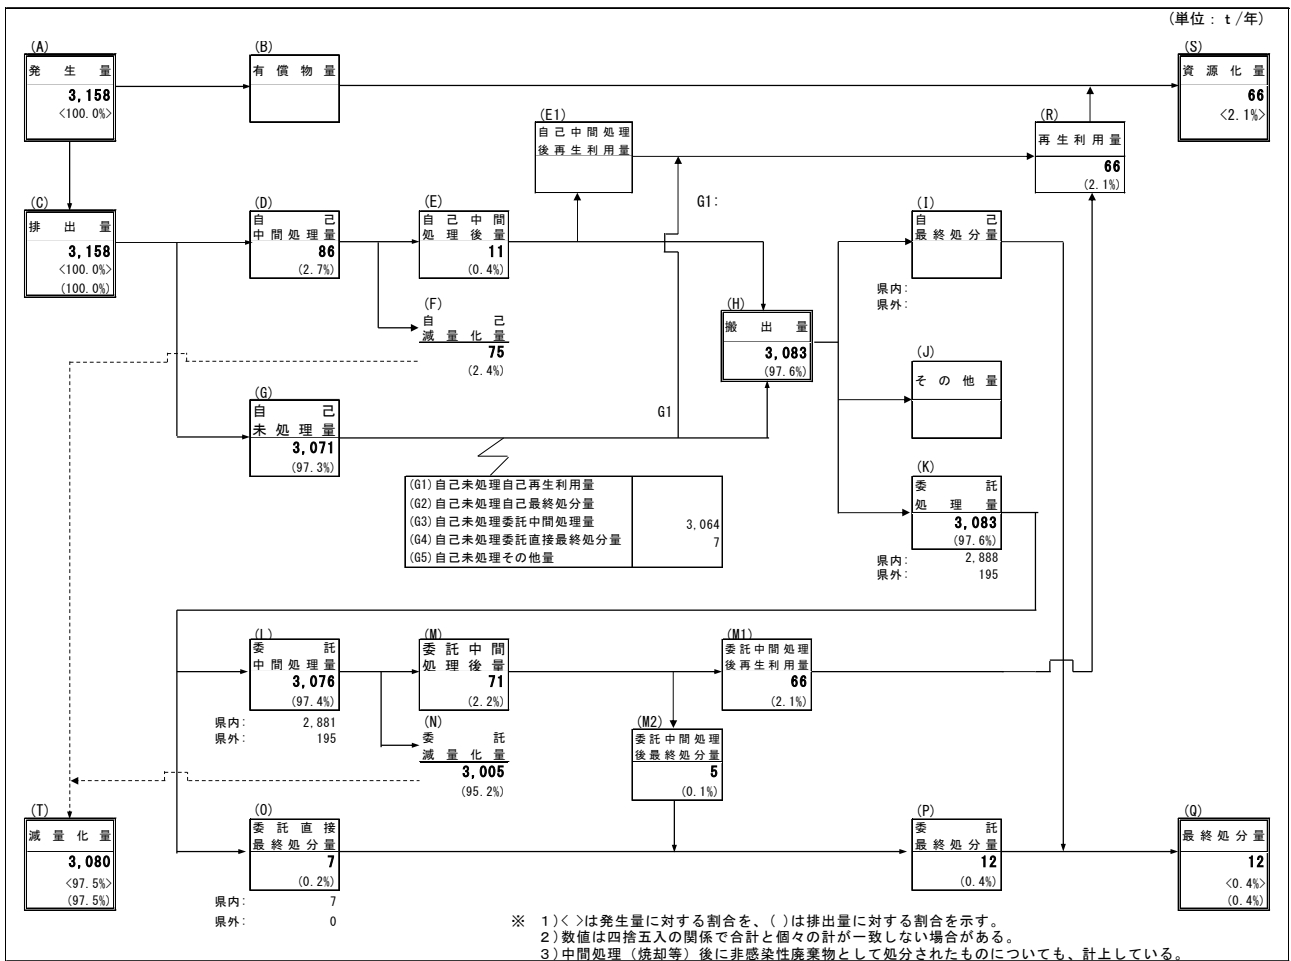 (単位：ｔ/年)
(A)
発生量
3,158
<100.0%>
(B)
有償物量
(S)
資源化量
66
<2.1%>
(E1)
自己中間処理
後再生利用量
(R)
再生利用量
66
(2.1%)
(C)
排出量
3,158
<100.0%>
(100.0%)
(D)
自己
中間処理量
86
(2.7%)
(E)
自己中間
処理後量
11
(0.4%)
G1:
(I)
自己
最終処分量
県内:
県外:
(F)
自己
減量化量
75
(2.4%)
(H)
搬出量
3,083
(97.6%)
(J)
その他量
(G)
自己
未処理量
3,071
(97.3%)
G1
(G1)自己未処理自己再生利用量
(G2)自己未処理自己最終処分量
(G3)自己未処理委託中間処理量 3,064
(G4)自己未処理委託直接最終処分量 7
(G5)自己未処理その他量
(K)
委託
処理量
3,083
(97.6%)
県内: 2,888
県外: 195
(L)
委託
中間処理量
3,076
(97.4%)
県内: 2,881
県外: 195
(M)
委託中間
処理後量
71
(2.2%)
(M1)
委託中間処理
後再生利用量
66
(2.1%)
(N)
委託
減量化量
3,005
(95.2%)
(M2)
委託中間処理
後最終処分量
5
(0.1%)
(T)
減量化量
3,080
<97.5%>
(97.5%)
(O)
委託直接
最終処分量
7
(0.2%)
県内: 7
県外: 0
(P)
委託
最終処分量
12
(0.4%)
(Q)
最終処分量
12
<0.4%>
(0.4%)
※ 1)< >は発生量に対する割合を、( )は排出量に対する割合を示す。
2)数値は四捨五入の関係で合計と個々の計が一致しない場合がある。
3)中間処理（焼却等）後に非感染性廃棄物として処分されたものについても、計上している。